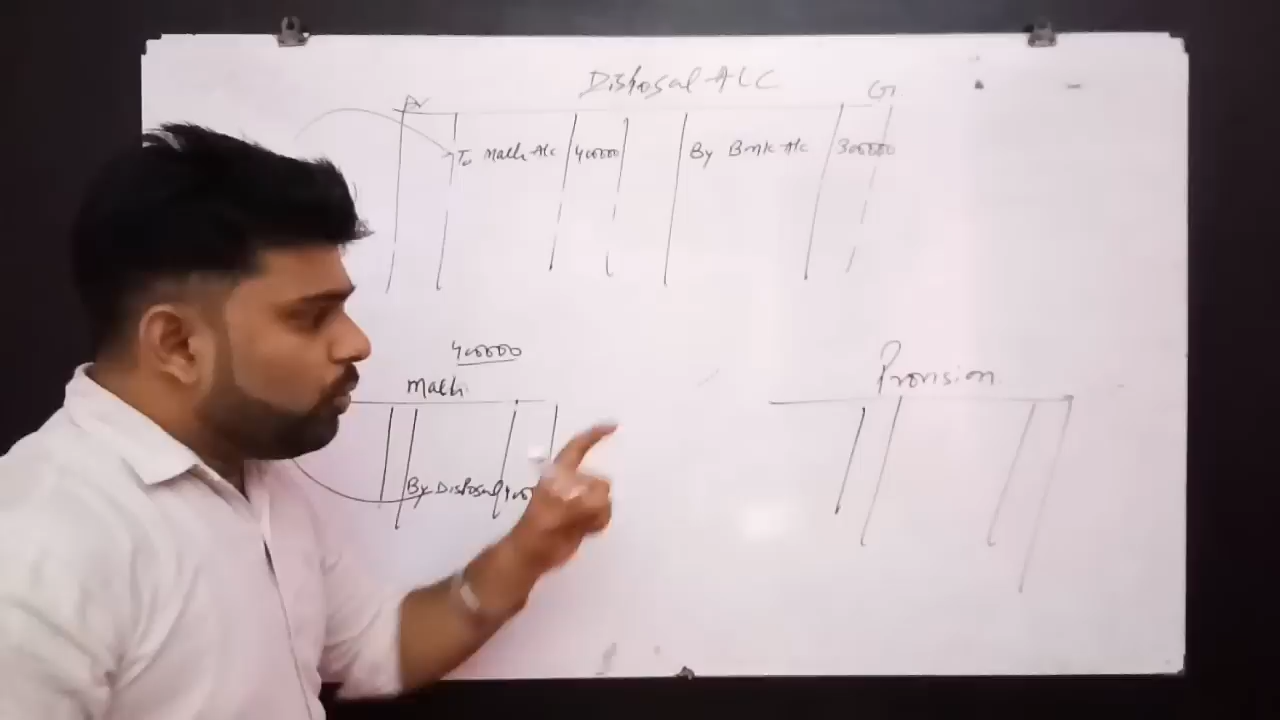 Disposal A/C
Dr Cr
To Mach A/c 400000 By Bank A/c 300000
400000
Mach
Provision
By Disposal